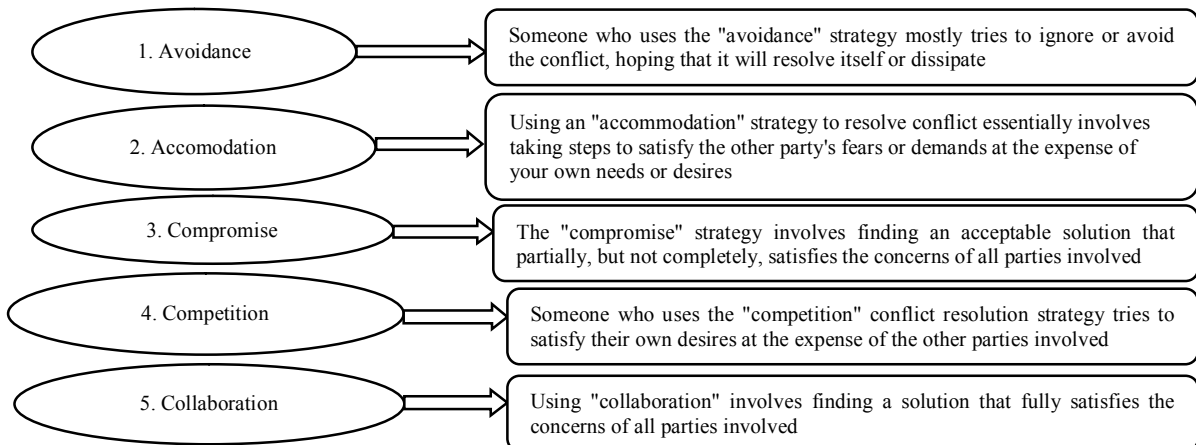 1. Avoidance
Someone who uses the "avoidance" strategy mostly tries to ignore or avoid
the conflict, hoping that it will resolve itself or dissipate
2. Accomodation
Using an "accommodation" strategy to resolve conflict essentially involves
taking steps to satisfy the other party's fears or demands at the expense of
your own needs or desires
3. Compromise
The "compromise" strategy involves finding an acceptable solution that
partially, but not completely, satisfies the concerns of all parties involved
4. Competition
Someone who uses the "competition" conflict resolution strategy tries to
satisfy their own desires at the expense of the other parties involved
5. Collaboration
Using "collaboration" involves finding a solution that fully satisfies the
concerns of all parties involved